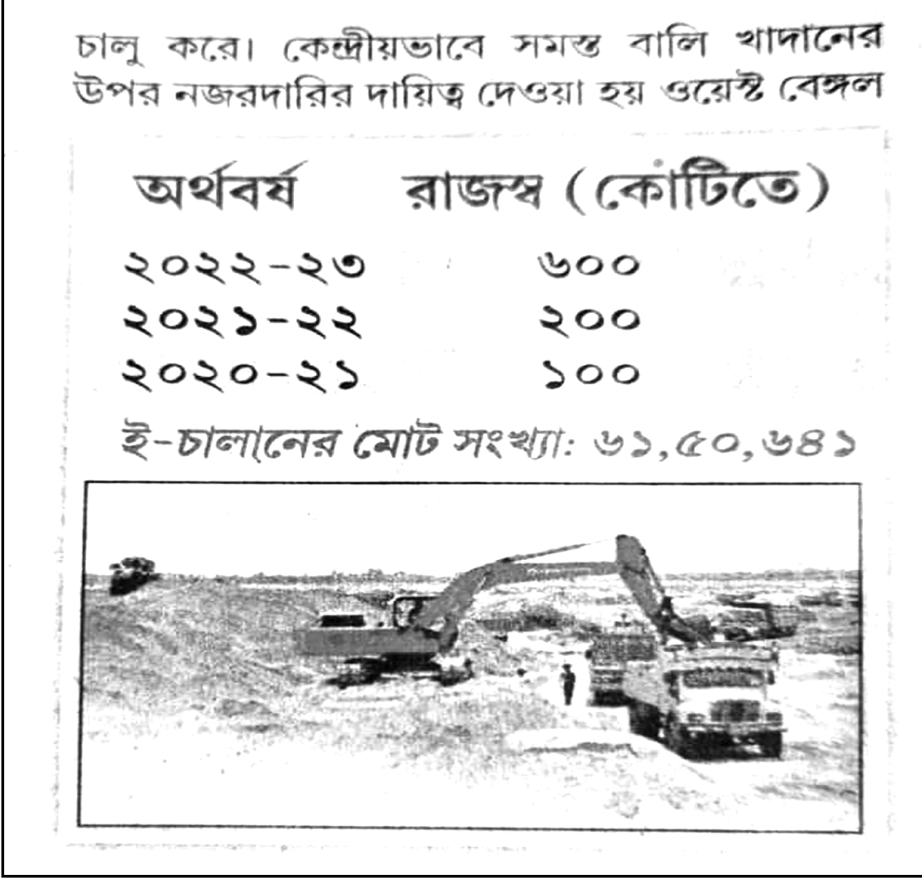 চালু করে। কেন্দ্রীয়ভাবে সমস্ত বালি খাদানের
উপর নজরদারির দায়িত্ব দেওয়া হয় ওয়েস্ট বেঙ্গল
অর্থবর্ষ রাজস্ব (কোটিতে)
২০২২-২৩ ৬০০
২০২১-২২ ২০০
২০২০-২১ ১০০
ই-চালানের মোট সংখ্যা: ৬১,৫০,৬৪১